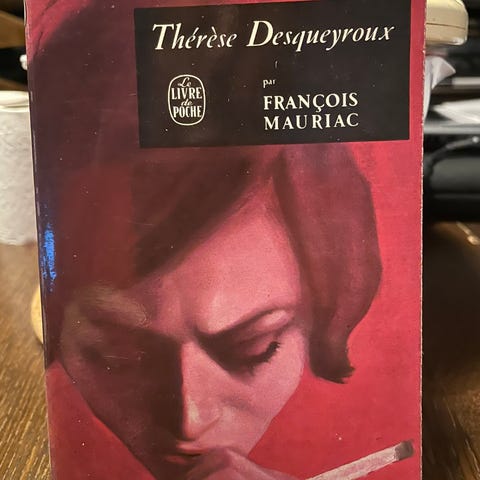 Thérèse Desqueyroux
Le
LIVRE
de
POCHE
par
FRANÇOIS
MAURIAC